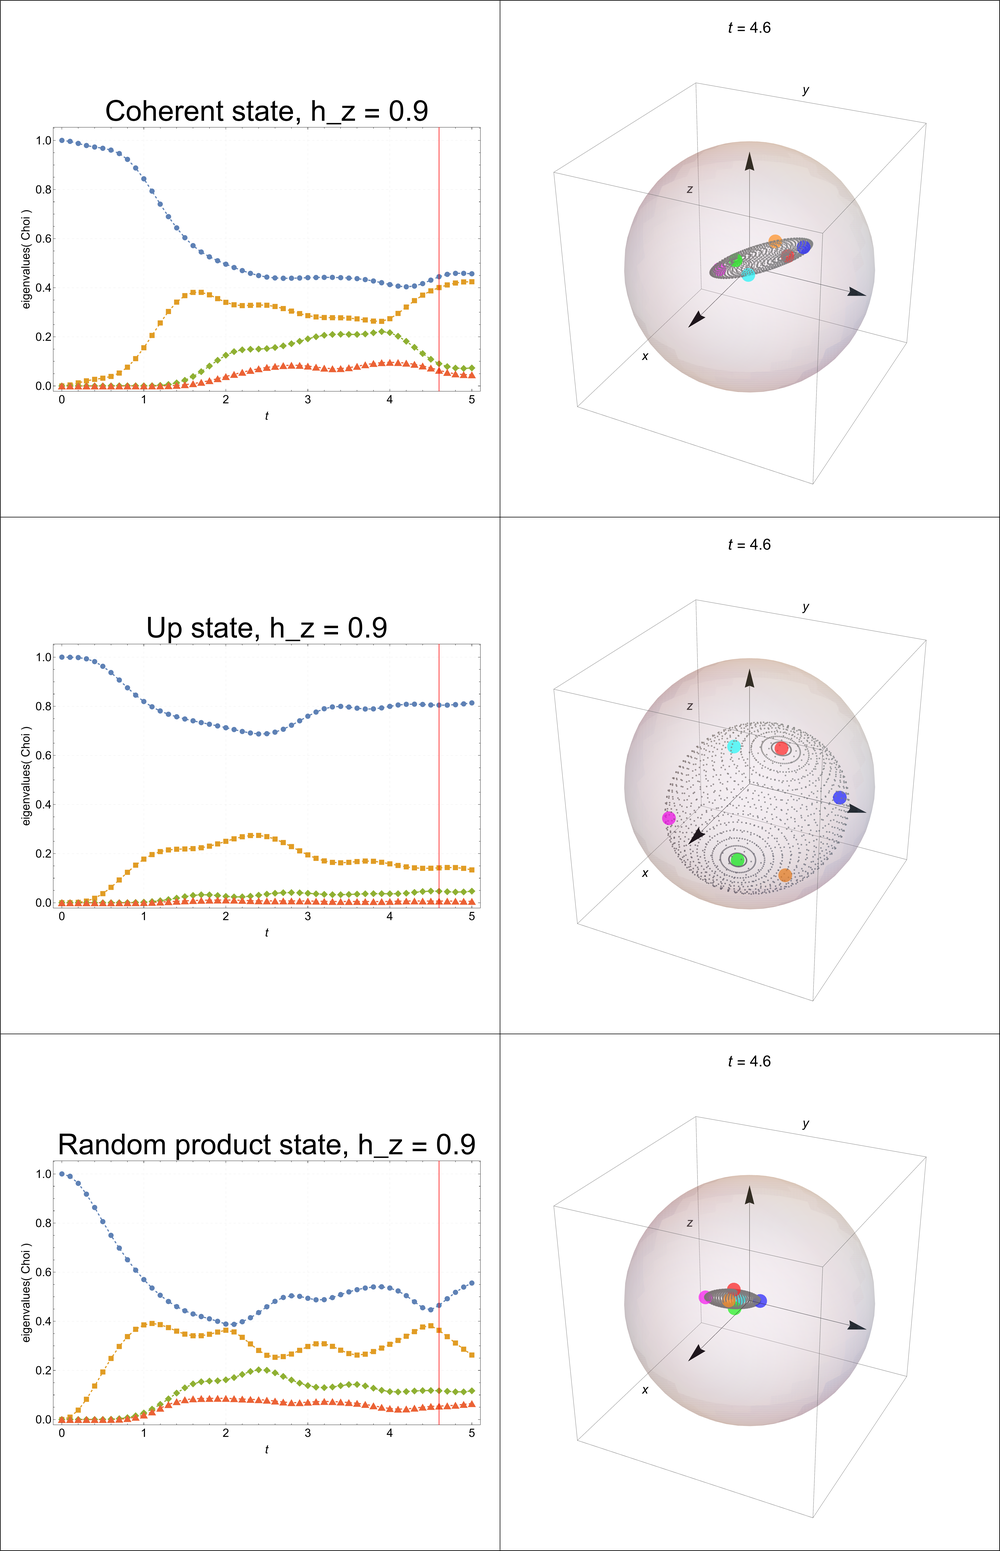 t = 4.6
Coherent state, h_z = 0.9
eigenvalues( Choi )
1.0
0.8
0.6
0.4
0.2
0.0
0 1 2 3 4 5
t
y
z
x
t = 4.6
Up state, h_z = 0.9
eigenvalues( Choi )
1.0
0.8
0.6
0.4
0.2
0.0
0 1 2 3 4 5
t
y
z
x
t = 4.6
Random product state, h_z = 0.9
eigenvalues( Choi )
1.0
0.8
0.6
0.4
0.2
0.0
0 1 2 3 4 5
t
y
z
x